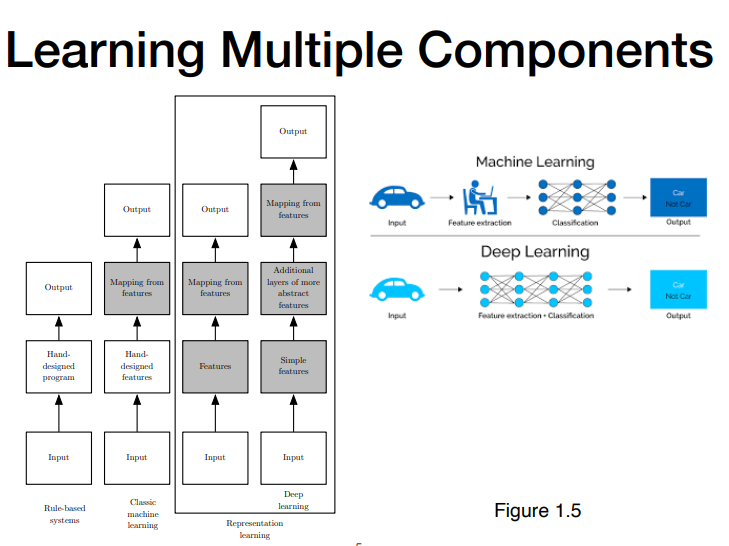 Learning Multiple Components
Output
Mapping from
features
Additional
layers of more
abstract
features
Simple
features
Input
Deep
learning
Output
Mapping from
features
Features
Input
Representation
learning
Output
Mapping from
features
Hand-
designed
features
Input
Classic
machine
learning
Output
Hand-
designed
program
Input
Rule-based
systems
Machine Learning
Input
Feature extraction
Classification
Car
Not Car
Output
Deep Learning
Input
Feature extraction + Classification
Car
Not Car
Output
Figure 1.5